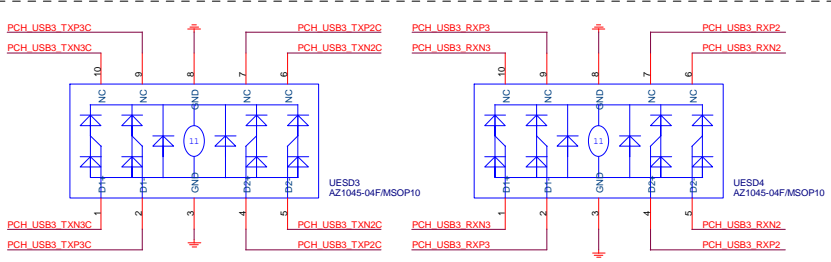 PCH_USB3_TXP3C PCH_USB3_TXP2C PCH_USB3_RXP3 PCH_USB3_RXP2
PCH_USB3_TXN3C PCH_USB3_TXN2C PCH_USB3_RXN3 PCH_USB3_RXN2
10 9 8 7 6 10 9 8 7 6
NC NC GND NC NC NC NC GND NC NC
11 11
D1+ D1- GND D2+ D2- D1+ D1- GND D2+ D2-
UESD3 UESD4
AZ1045-04F/MSOP10 AZ1045-04F/MSOP10
1 2 3 4 5 1 2 3 4 5
PCH_USB3_TXN3C PCH_USB3_TXN2C PCH_USB3_RXN3 PCH_USB3_RXN2
PCH_USB3_TXP3C PCH_USB3_TXP2C PCH_USB3_RXP3 PCH_USB3_RXP2